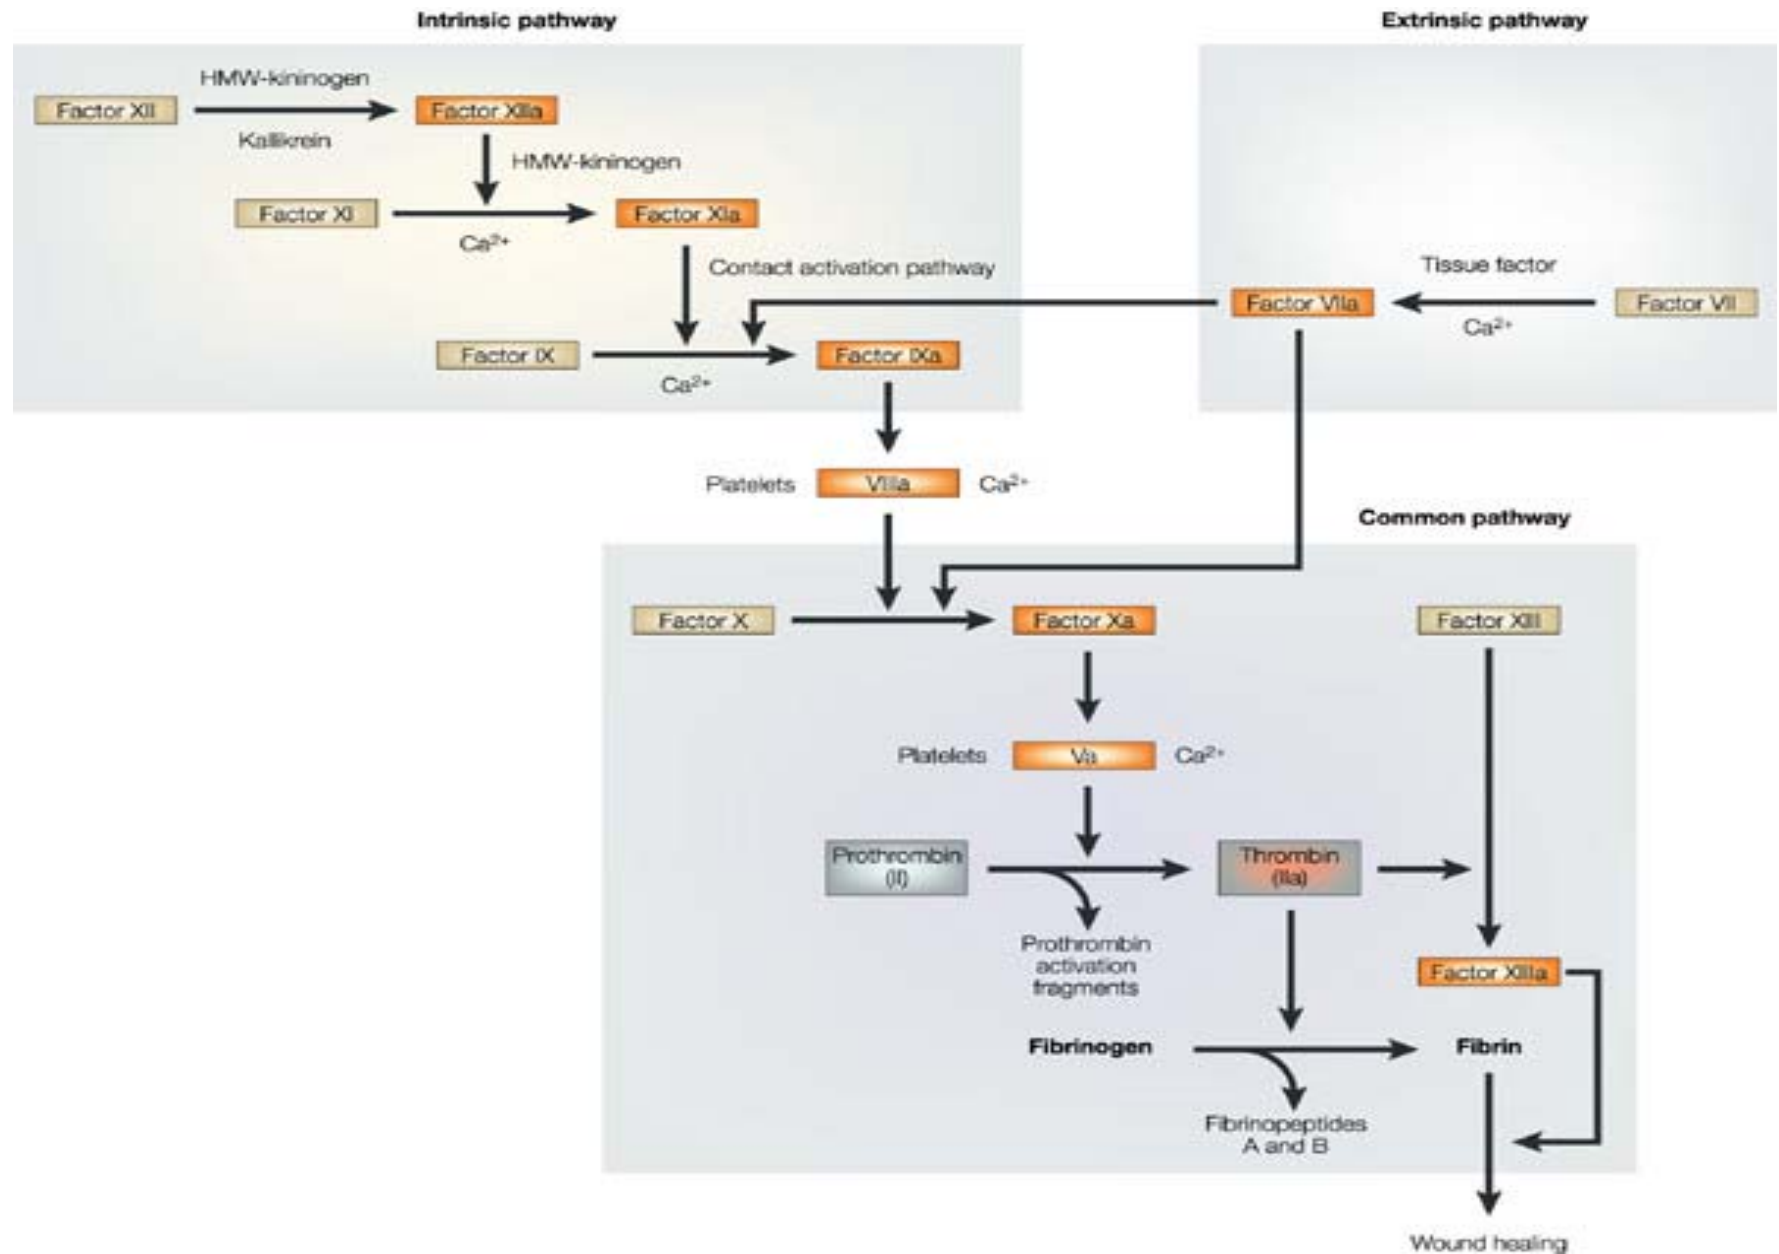 Intrinsic pathway
Extrinsic pathway
HMW-kininogen
Factor XII
Factor XIIa
Kallikrein
HMW-kininogen
Factor XI
Factor XIa
Ca²⁺
Contact activation pathway
Tissue factor
Factor VIIa
Factor VII
Ca²⁺
Factor IX
Factor IXa
Ca²⁺
Platelets
VIIIa
Ca²⁺
Common pathway
Factor X
Factor Xa
Factor XIII
Platelets
Va
Ca²⁺
Prothrombin
(II)
Thrombin
(IIa)
Prothrombin
activation
fragments
Factor XIIIa
Fibrinogen
Fibrin
Fibrinopeptides
A and B
Wound healing